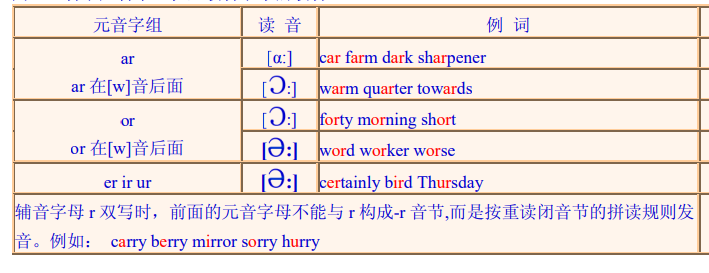 元音字组 读 音 例 词
ar [ɑ:] car farm dark sharpener
ar 在[w]音后面 [ɔ:] warm quarter towards
or [ɔ:] forty morning short
or 在[w]音后面 [ə:] word worker worse
er ir ur [ə:] certainly bird Thursday
辅音字母 r 双写时，前面的元音字母不能与 r 构成-r 音节,而是按重读闭音节的拼读规则发
音。例如： carry berry mirror sorry hurry